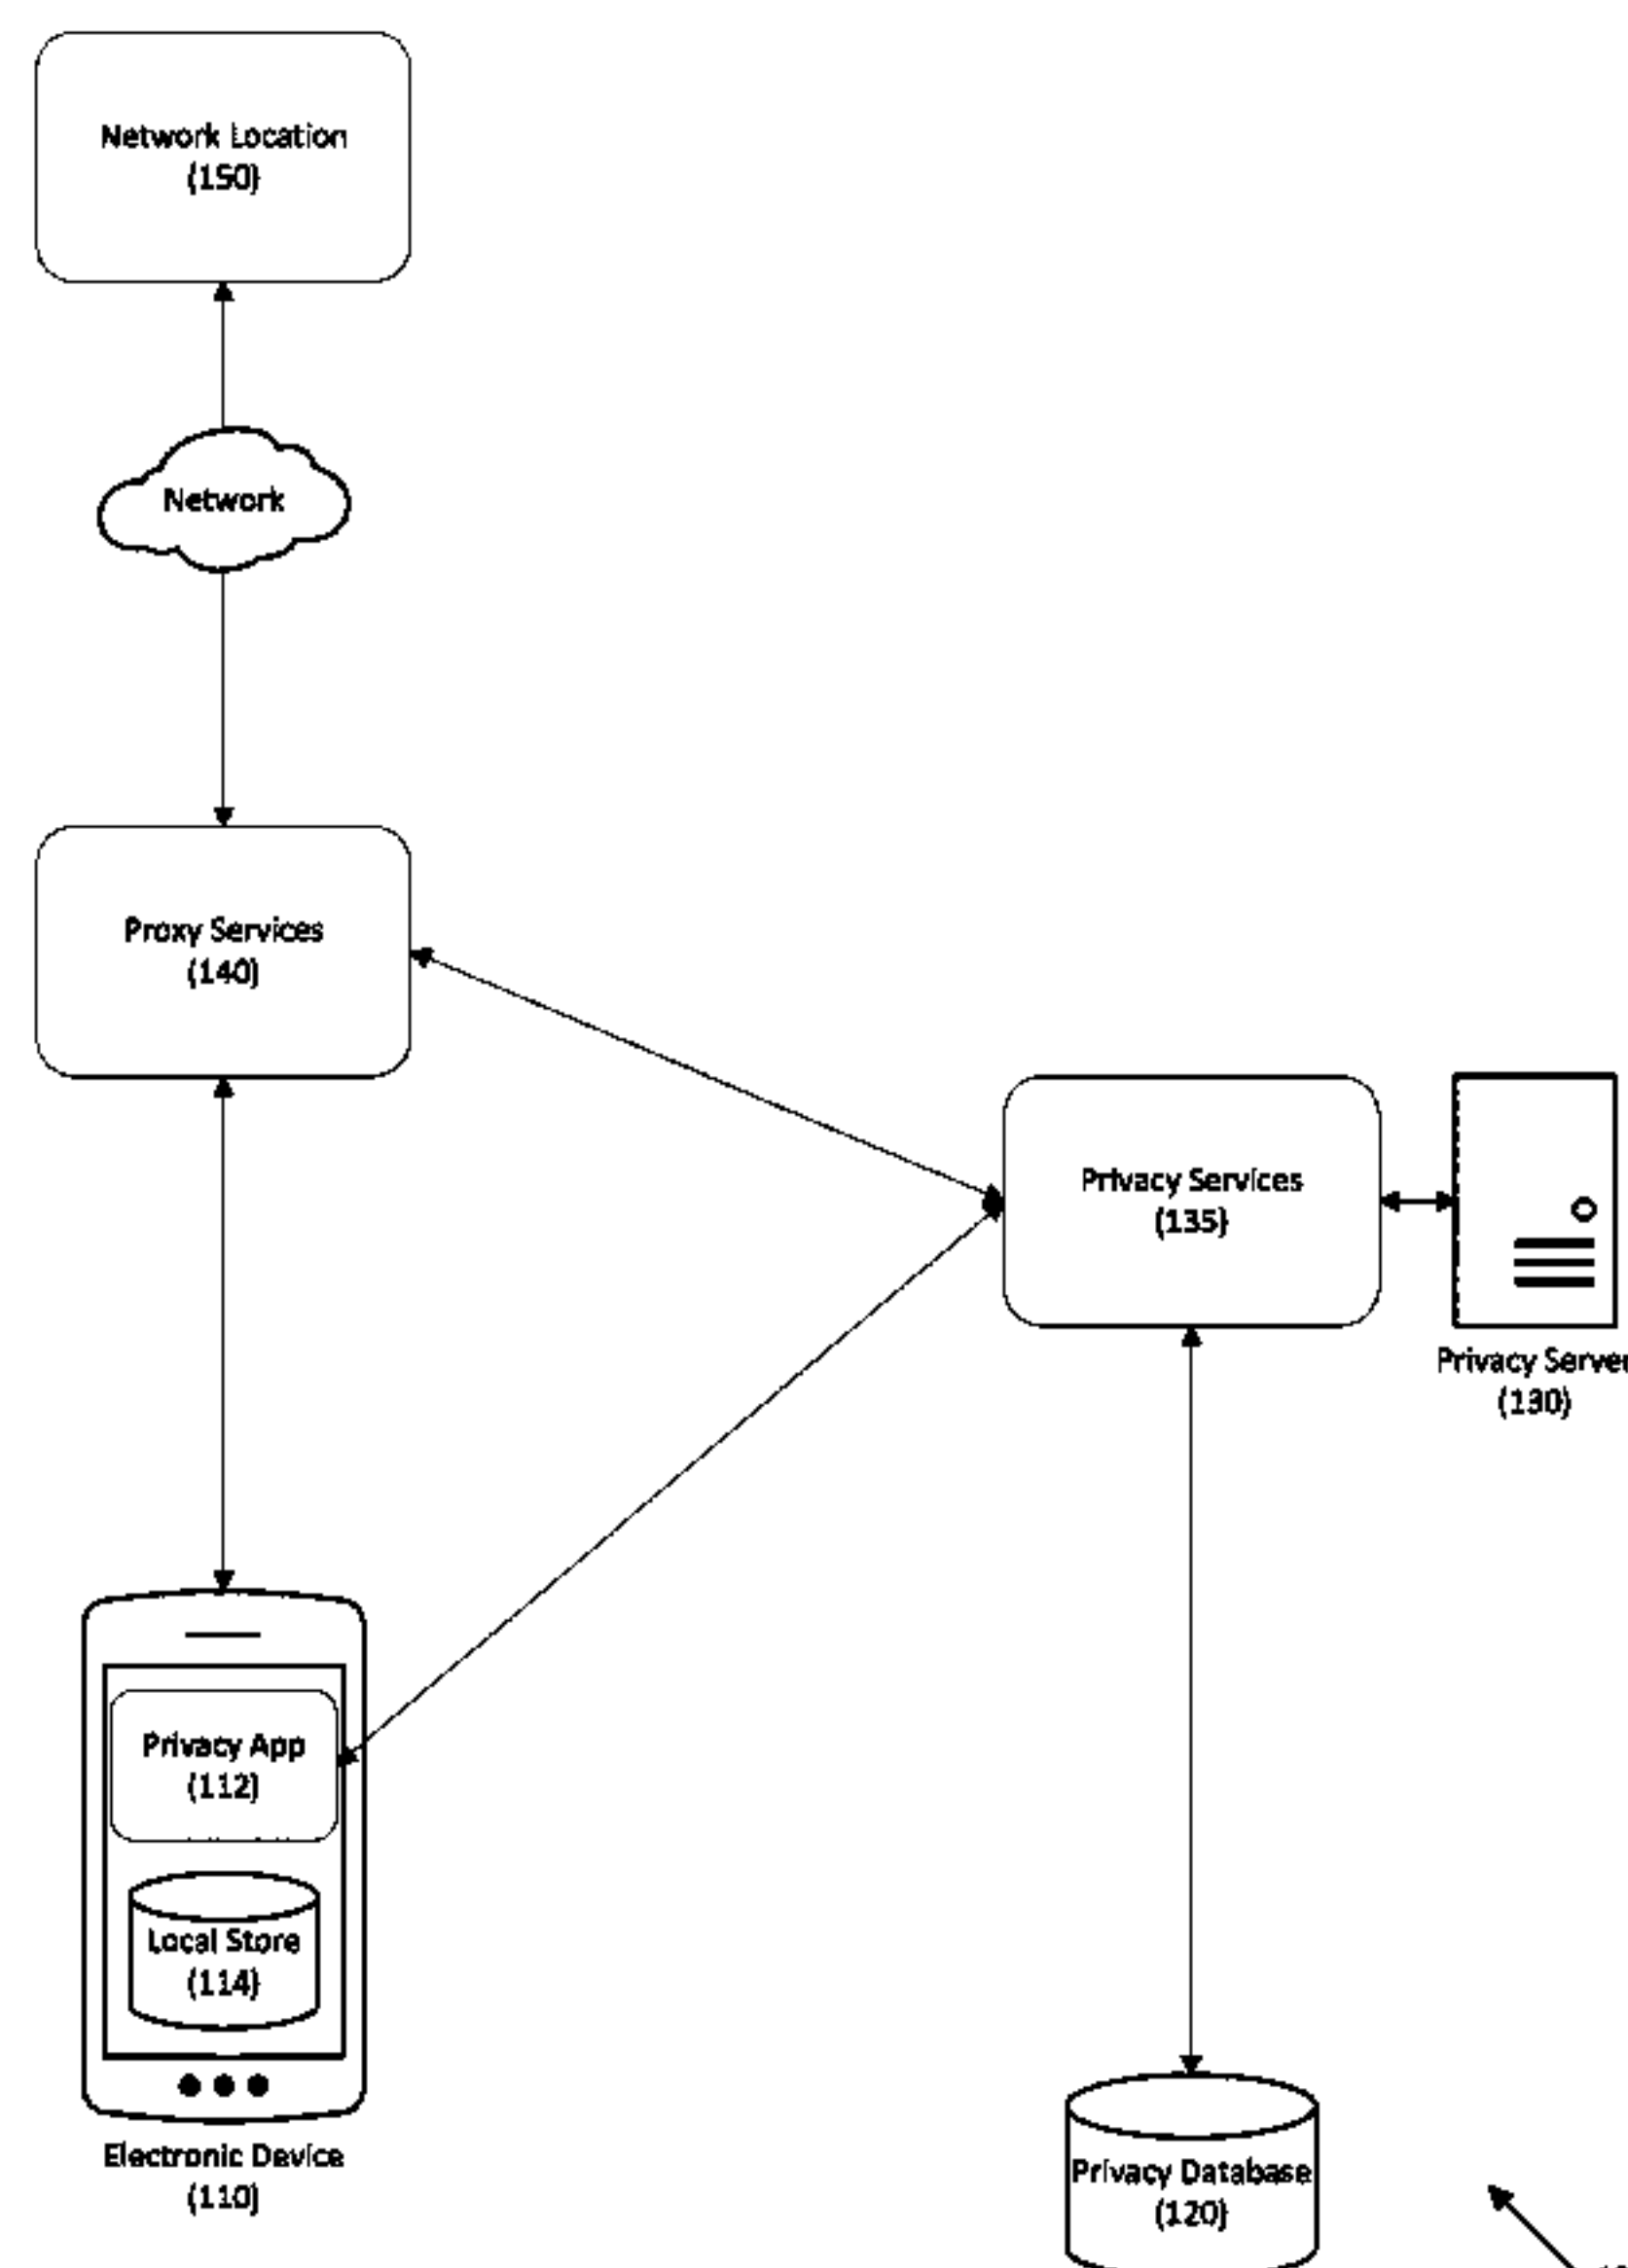 Network Location
(150)
Network
Proxy Services
(140)
Privacy Services
(135)
Privacy Server
(130)
Privacy App
(112)
Local Store
(114)
Electronic Device
(110)
Privacy Database
(120)